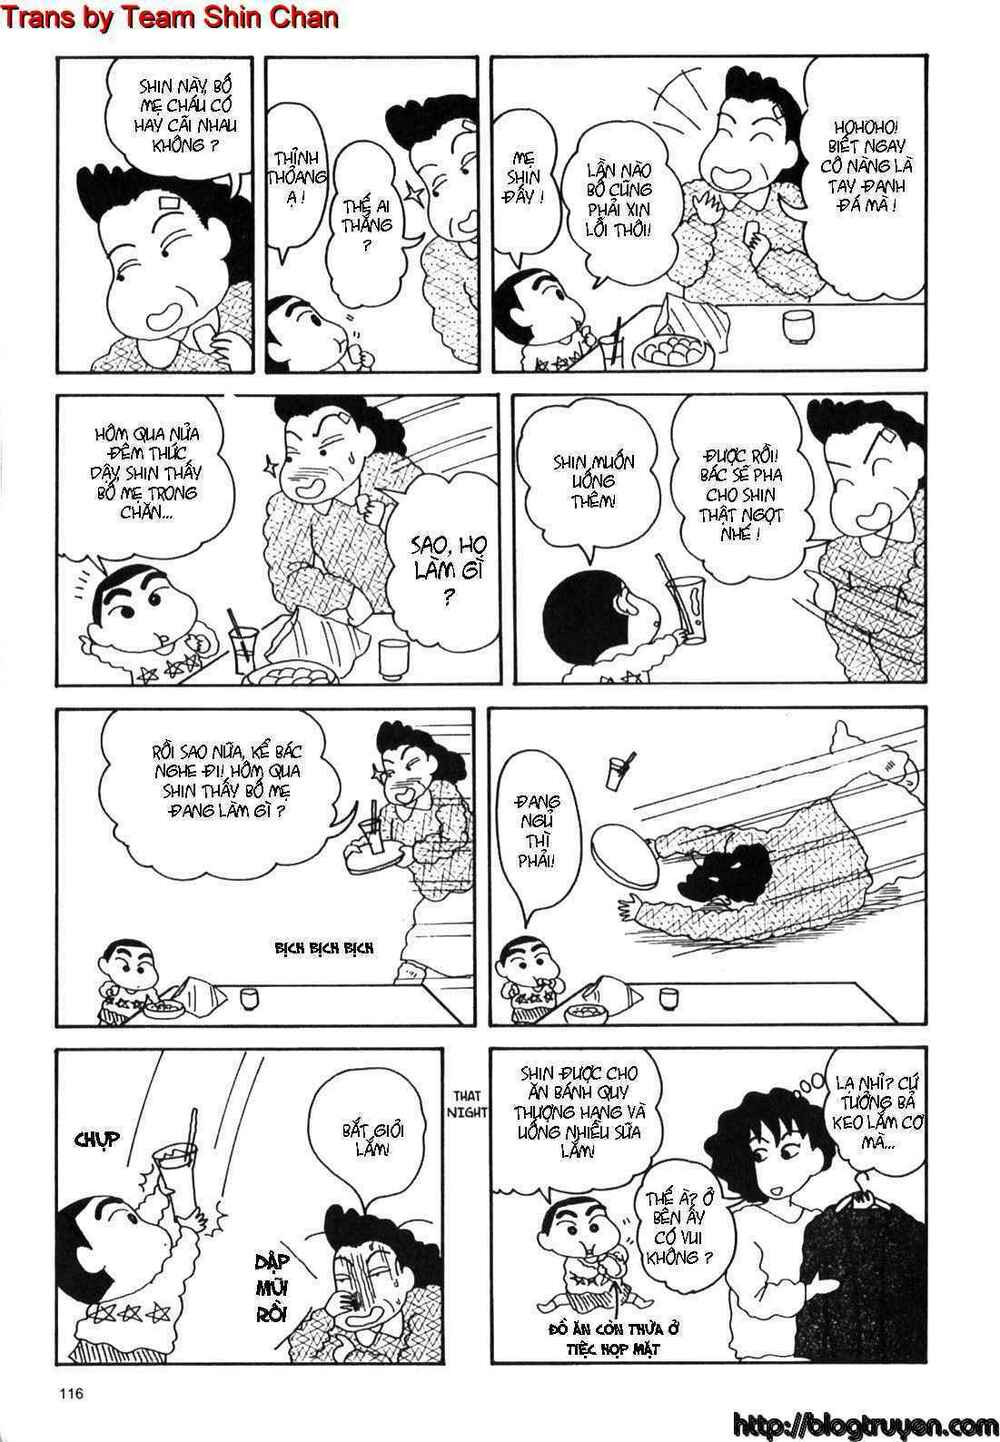 Trans by Team Shin Chan
SHIN NÀY, BỐ
MẸ CHÁU CÓ
HAY CÃI NHAU
KHÔNG ?
THỈNH
THOẢNG
Ạ !
THẾ AI
THẮNG
?
MẸ
SHIN
ĐẤY !
LẦN NÀO
BỐ CŨNG
PHẢI XIN
LỖI THÔI!
HOHOHO!
BIẾT NGAY
CÔ NÀNG LÀ
TAY ĐANH
ĐÁ MÀ !
HÔM QUA NỬA
ĐÊM THỨC
DẬY, SHIN THẤY
BỐ MẸ TRONG
CHĂN...
SAO, HỌ
LÀM GÌ
?
SHIN MUỐN
UỐNG
THÊM!
ĐƯỢC RỒI!
BÁC SẼ PHA
CHO SHIN
THẬT NGỌT
NHÉ !
RỒI SAO NỮA, KỂ BÁC
NGHE ĐI! HÔM QUA
SHIN THẤY BỐ MẸ
ĐANG LÀM GÌ ?
BỊCH BỊCH BỊCH
ĐANG
NGỦ
THÌ
PHẢI!
CHỤP
BẮT GIỎI
LẮM!
DẬP
MŨI
RỒI
THAT
NIGHT
SHIN ĐƯỢC CHO
ĂN BÁNH QUY
THƯỢNG HẠNG VÀ
UỐNG NHIỀU SỮA
LẮM!
THẾ À? Ở
BÊN ẤY
CÓ VUI
KHÔNG ?
LẠ NHỈ? CỨ
TƯỞNG BẢ
KEO LẮM CƠ
MÀ...
ĐỒ ĂN CÒN THỪA Ở
TIỆC HỌP MẶT
116
http://blogtruyen.com